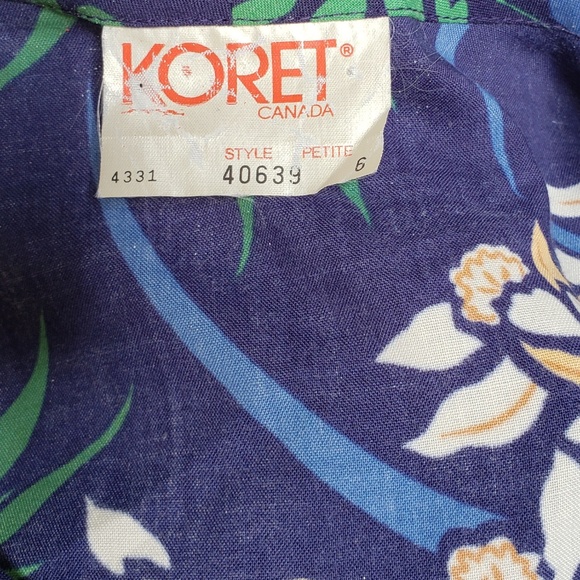 KORET®
CANADA
STYLE PETITE
4331 40639 6